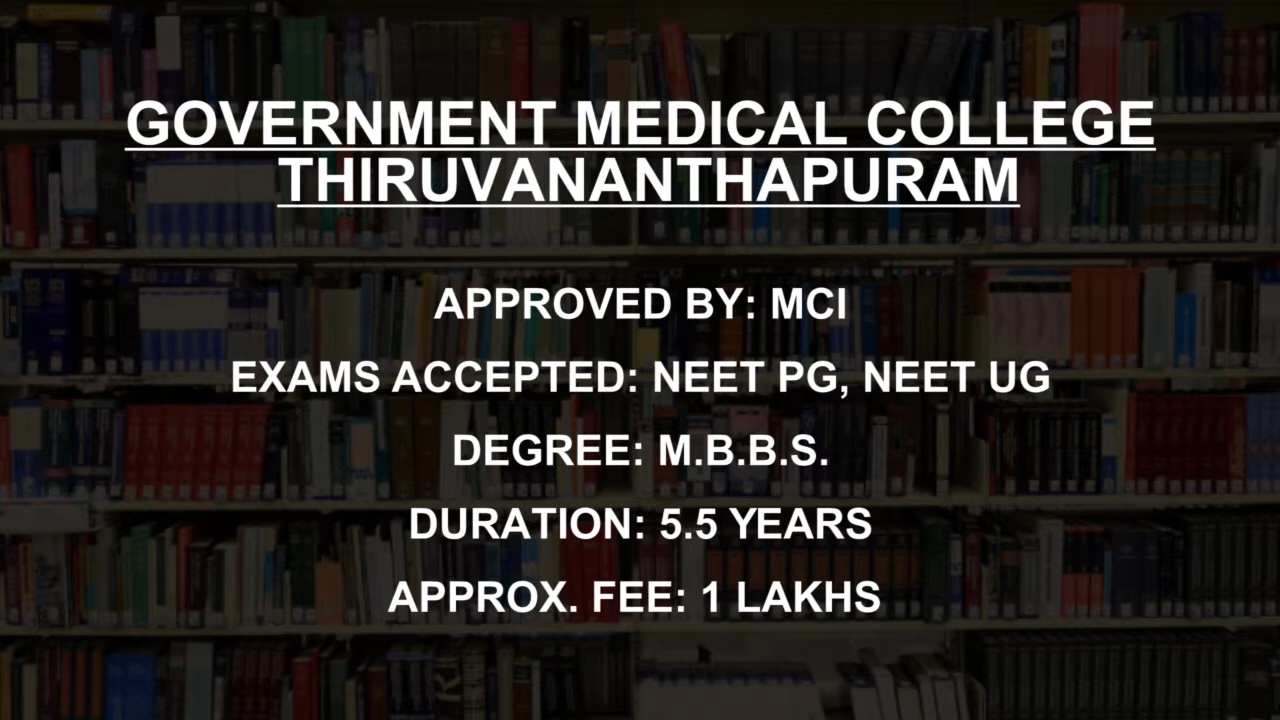 GOVERNMENT MEDICAL COLLEGE
THIRUVANANTHAPURAM
APPROVED BY: MCI
EXAMS ACCEPTED: NEET PG, NEET UG
DEGREE: M.B.B.S.
DURATION: 5.5 YEARS
APPROX. FEE: 1 LAKHS